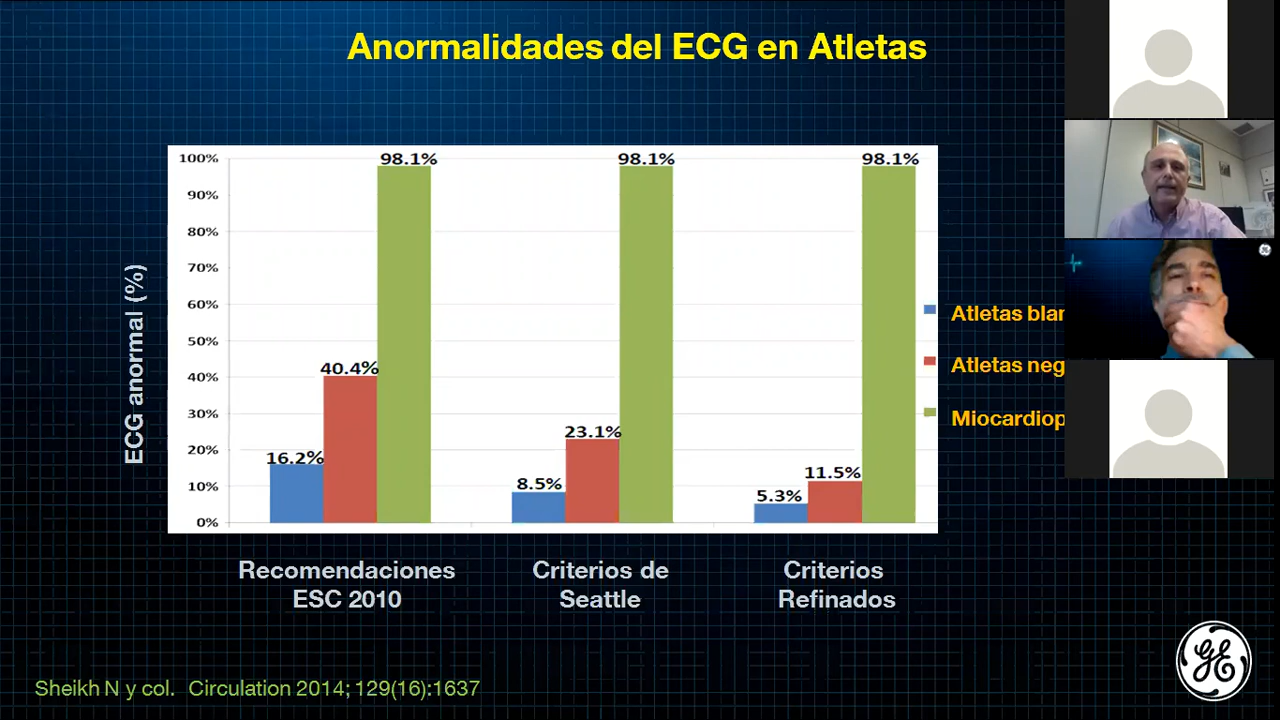 Anormalidades del ECG en Atletas
ECG anormal (%)
100%
90%
80%
70%
60%
50%
40%
30%
20%
10%
0%
16.2%
40.4%
98.1%
8.5%
23.1%
98.1%
5.3%
11.5%
98.1%
Atletas blan
Atletas neg
Miocardiop
Recomendaciones
ESC 2010
Criterios de
Seattle
Criterios
Refinados
Sheikh N y col. Circulation 2014; 129(16):1637
GE